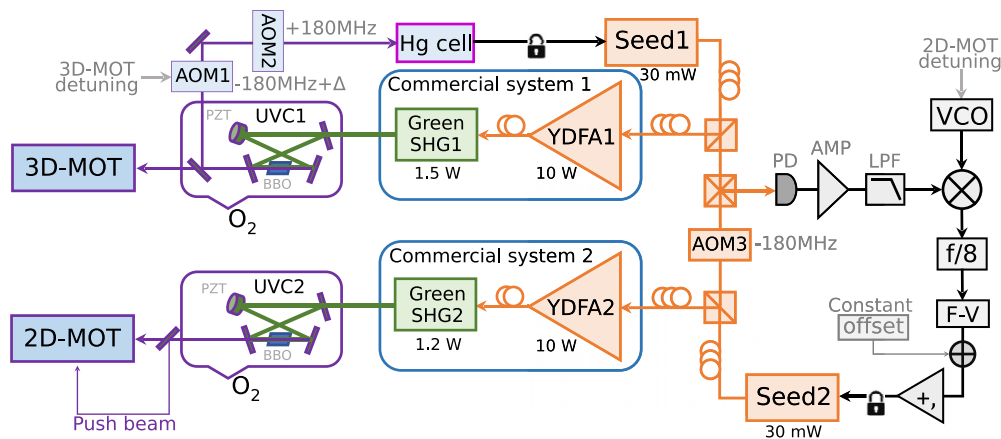 +180MHz
AOM2
Hg cell
Seed1
30 mW
2D-MOT
detuning
3D-MOT
detuning
AOM1
-180MHz+Δ
Commercial system 1
PZT
UVC1
Green
SHG1
YDFA1
VCO
PD
AMP
LPF
3D-MOT
BBO
1.5 W
10 W
O2
AOM3
-180MHz
f/8
Commercial system 2
PZT
UVC2
Green
SHG2
YDFA2
Constant
offset
F-V
2D-MOT
BBO
1.2 W
10 W
O2
Push beam
Seed2
+,
30 mW